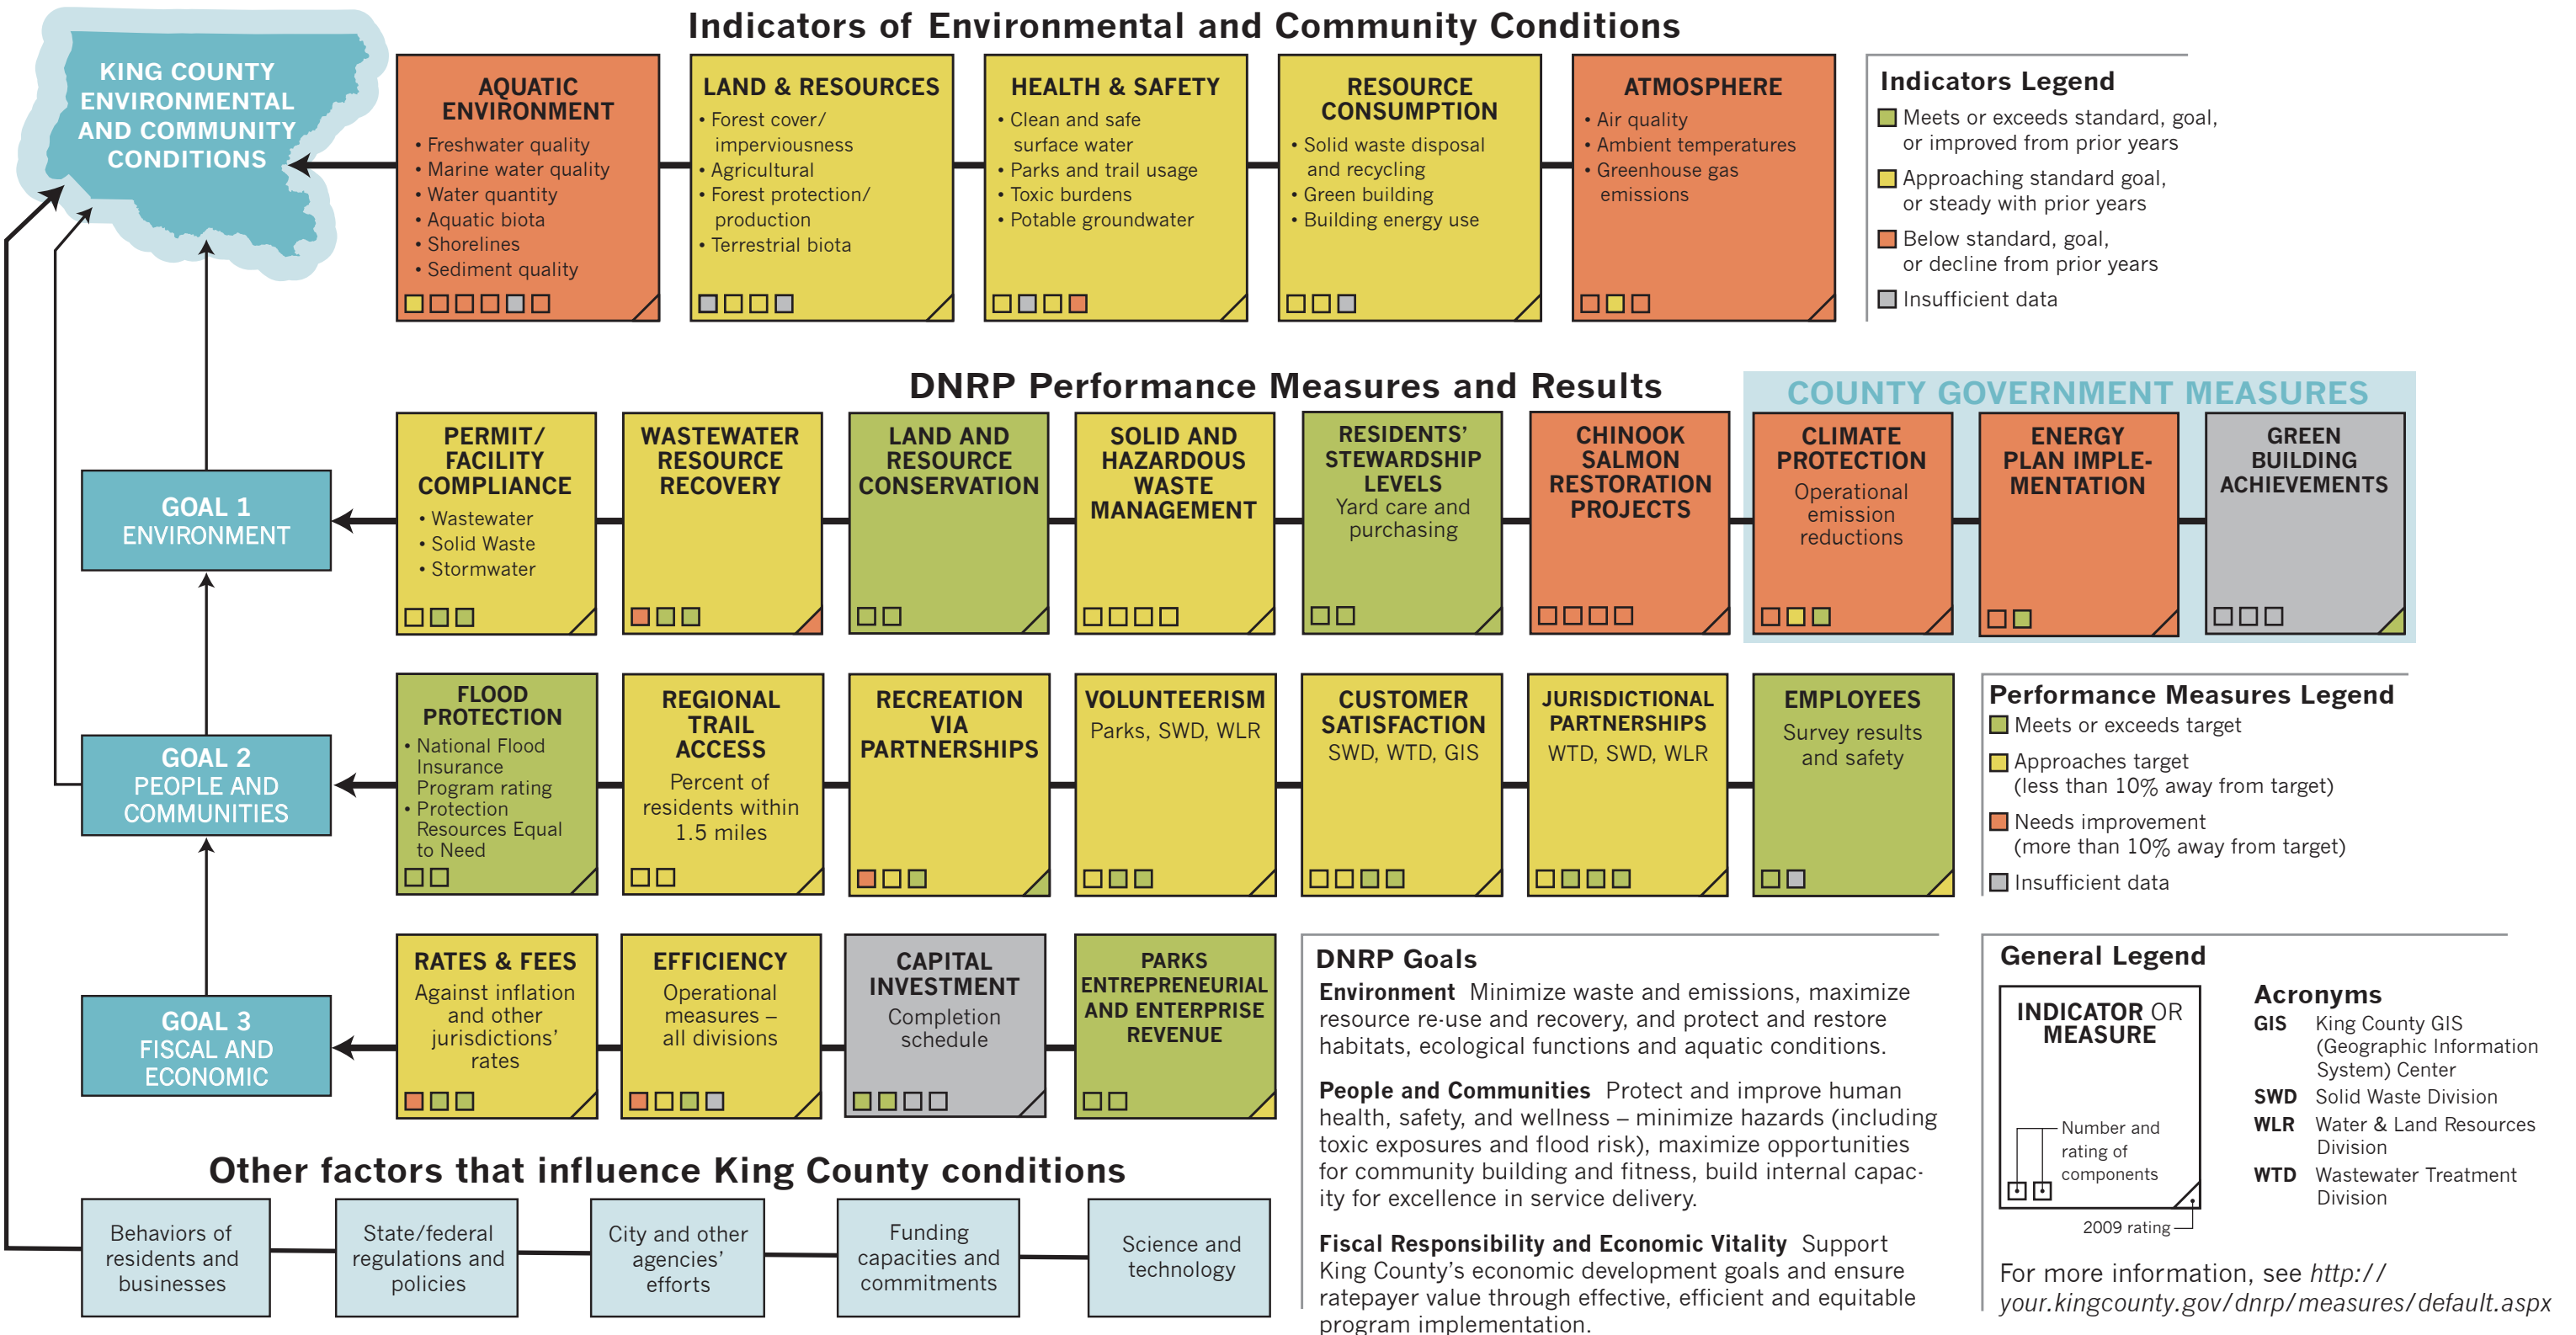 Indicators of Environmental and Community Conditions
KING COUNTY
ENVIRONMENTAL
AND COMMUNITY
CONDITIONS
AQUATIC
ENVIRONMENT
• Freshwater quality
• Marine water quality
• Water quantity
• Aquatic biota
• Shorelines
• Sediment quality
LAND & RESOURCES
• Forest cover/
imperviousness
• Agricultural
• Forest protection/
production
• Terrestrial biota
HEALTH & SAFETY
• Clean and safe
surface water
• Parks and trail usage
• Toxic burdens
• Potable groundwater
RESOURCE
CONSUMPTION
• Solid waste disposal
and recycling
• Green building
• Building energy use
ATMOSPHERE
• Air quality
• Ambient temperatures
• Greenhouse gas
emissions
Indicators Legend
Meets or exceeds standard, goal,
or improved from prior years
Approaching standard goal,
or steady with prior years
Below standard, goal,
or decline from prior years
Insufficient data
DNRP Performance Measures and Results
COUNTY GOVERNMENT MEASURES
GOAL 1
ENVIRONMENT
PERMIT/
FACILITY
COMPLIANCE
• Wastewater
• Solid Waste
• Stormwater
WASTEWATER
RESOURCE
RECOVERY
LAND AND
RESOURCE
CONSERVATION
SOLID AND
HAZARDOUS
WASTE
MANAGEMENT
RESIDENTS’
STEWARDSHIP
LEVELS
Yard care and
purchasing
CHINOOK
SALMON
RESTORATION
PROJECTS
CLIMATE
PROTECTION
Operational
emission
reductions
ENERGY
PLAN IMPLE-
MENTATION
GREEN
BUILDING
ACHIEVEMENTS
GOAL 2
PEOPLE AND
COMMUNITIES
FLOOD
PROTECTION
• National Flood
Insurance
Program rating
• Protection
Resources Equal
to Need
REGIONAL
TRAIL
ACCESS
Percent of
residents within
1.5 miles
RECREATION
VIA
PARTNERSHIPS
VOLUNTEERISM
Parks, SWD, WLR
CUSTOMER
SATISFACTION
SWD, WTD, GIS
JURISDICTIONAL
PARTNERSHIPS
WTD, SWD, WLR
EMPLOYEES
Survey results
and safety
Performance Measures Legend
Meets or exceeds target
Approaches target
(less than 10% away from target)
Needs improvement
(more than 10% away from target)
Insufficient data
GOAL 3
FISCAL AND
ECONOMIC
RATES & FEES
Against inflation
and other
jurisdictions’
rates
EFFICIENCY
Operational
measures –
all divisions
CAPITAL
INVESTMENT
Completion
schedule
PARKS
ENTREPRENEURIAL
AND ENTERPRISE
REVENUE
DNRP Goals
Environment Minimize waste and emissions, maximize
resource re-use and recovery, and protect and restore
habitats, ecological functions and aquatic conditions.
People and Communities Protect and improve human
health, safety, and wellness – minimize hazards (including
toxic exposures and flood risk), maximize opportunities
for community building and fitness, build internal capac-
ity for excellence in service delivery.
Fiscal Responsibility and Economic Vitality Support
King County’s economic development goals and ensure
ratepayer value through effective, efficient and equitable
program implementation.
General Legend
INDICATOR OR
MEASURE
Number and
rating of
components
2009 rating
Acronyms
GIS King County GIS
(Geographic Information
System) Center
SWD Solid Waste Division
WLR Water & Land Resources
Division
WTD Wastewater Treatment
Division
For more information, see http://
your.kingcounty.gov/dnrp/measures/default.aspx
Other factors that influence King County conditions
Behaviors of
residents and
businesses
State/federal
regulations and
policies
City and other
agencies’
efforts
Funding
capacities and
commitments
Science and
technology